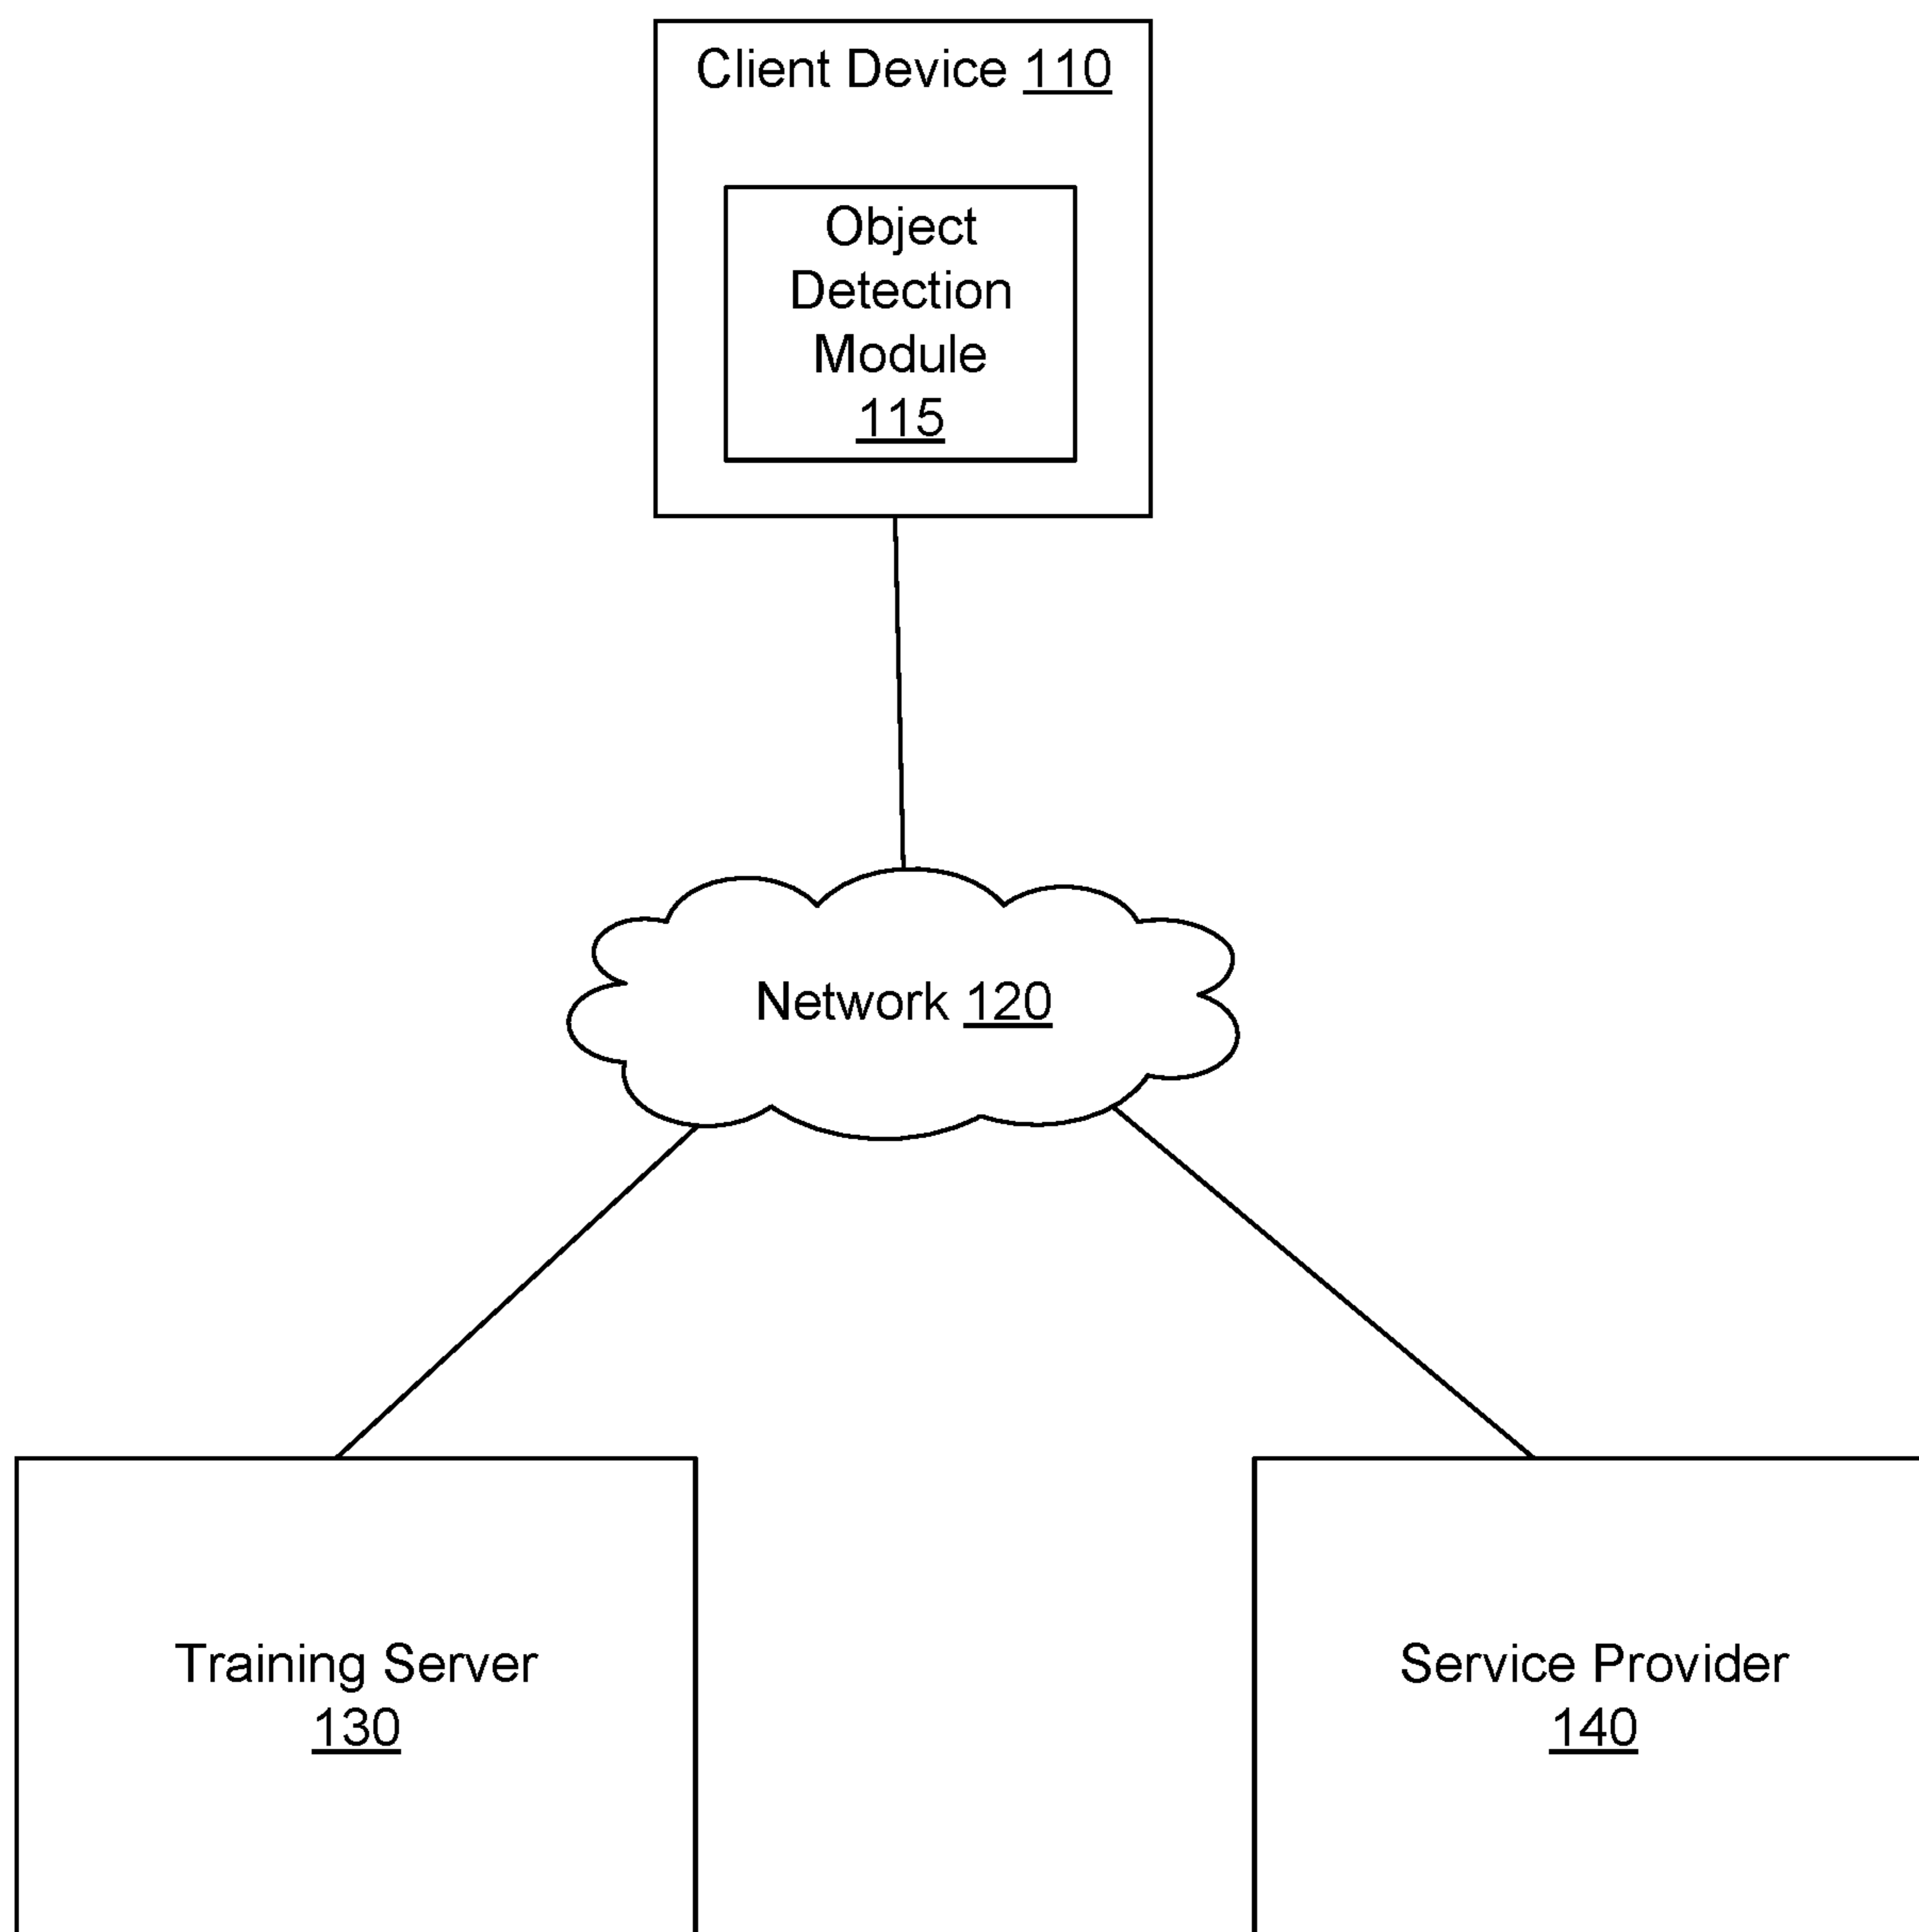 Client Device 110
Object
Detection
Module
115
Network 120
Training Server
130
Service Provider
140